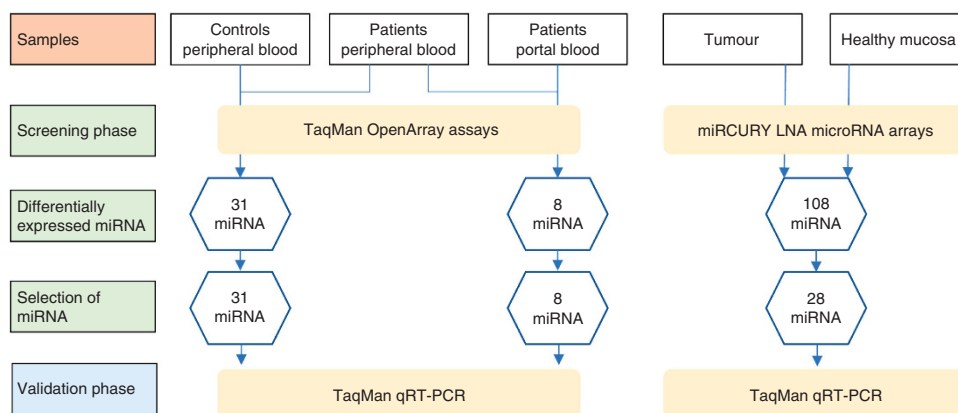 Samples
Controls
peripheral blood
Patients
peripheral blood
Patients
portal blood
Tumour
Healthy mucosa
Screening phase
TaqMan OpenArray assays
miRCURY LNA microRNA arrays
Differentially
expressed miRNA
31
miRNA
8
miRNA
108
miRNA
Selection of
miRNA
31
miRNA
8
miRNA
28
miRNA
Validation phase
TaqMan qRT-PCR
TaqMan qRT-PCR